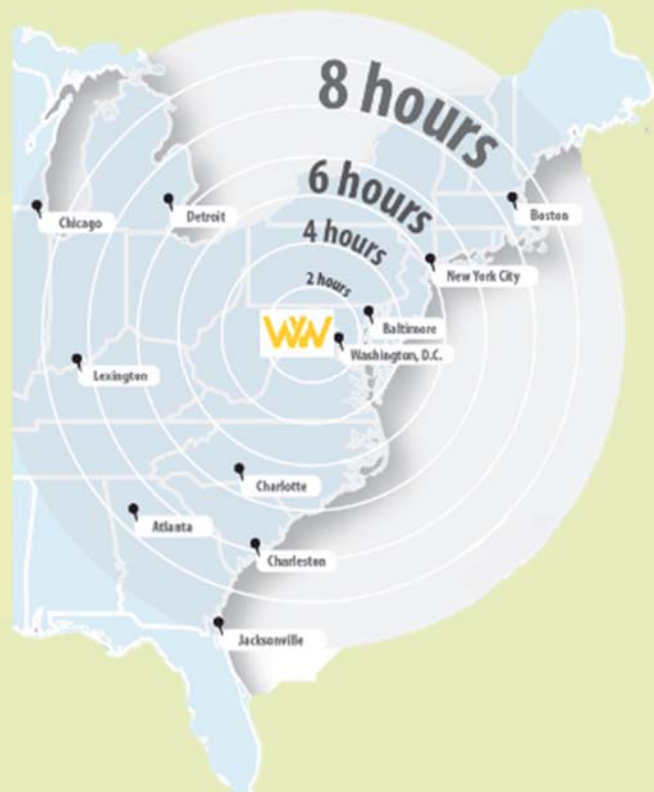 8 hours
6 hours
4 hours
2 hours
Chicago
Detroit
Boston
New York City
Baltimore
Washington, D.C.
Lexington
Charlotte
Atlanta
Charleston
Jacksonville